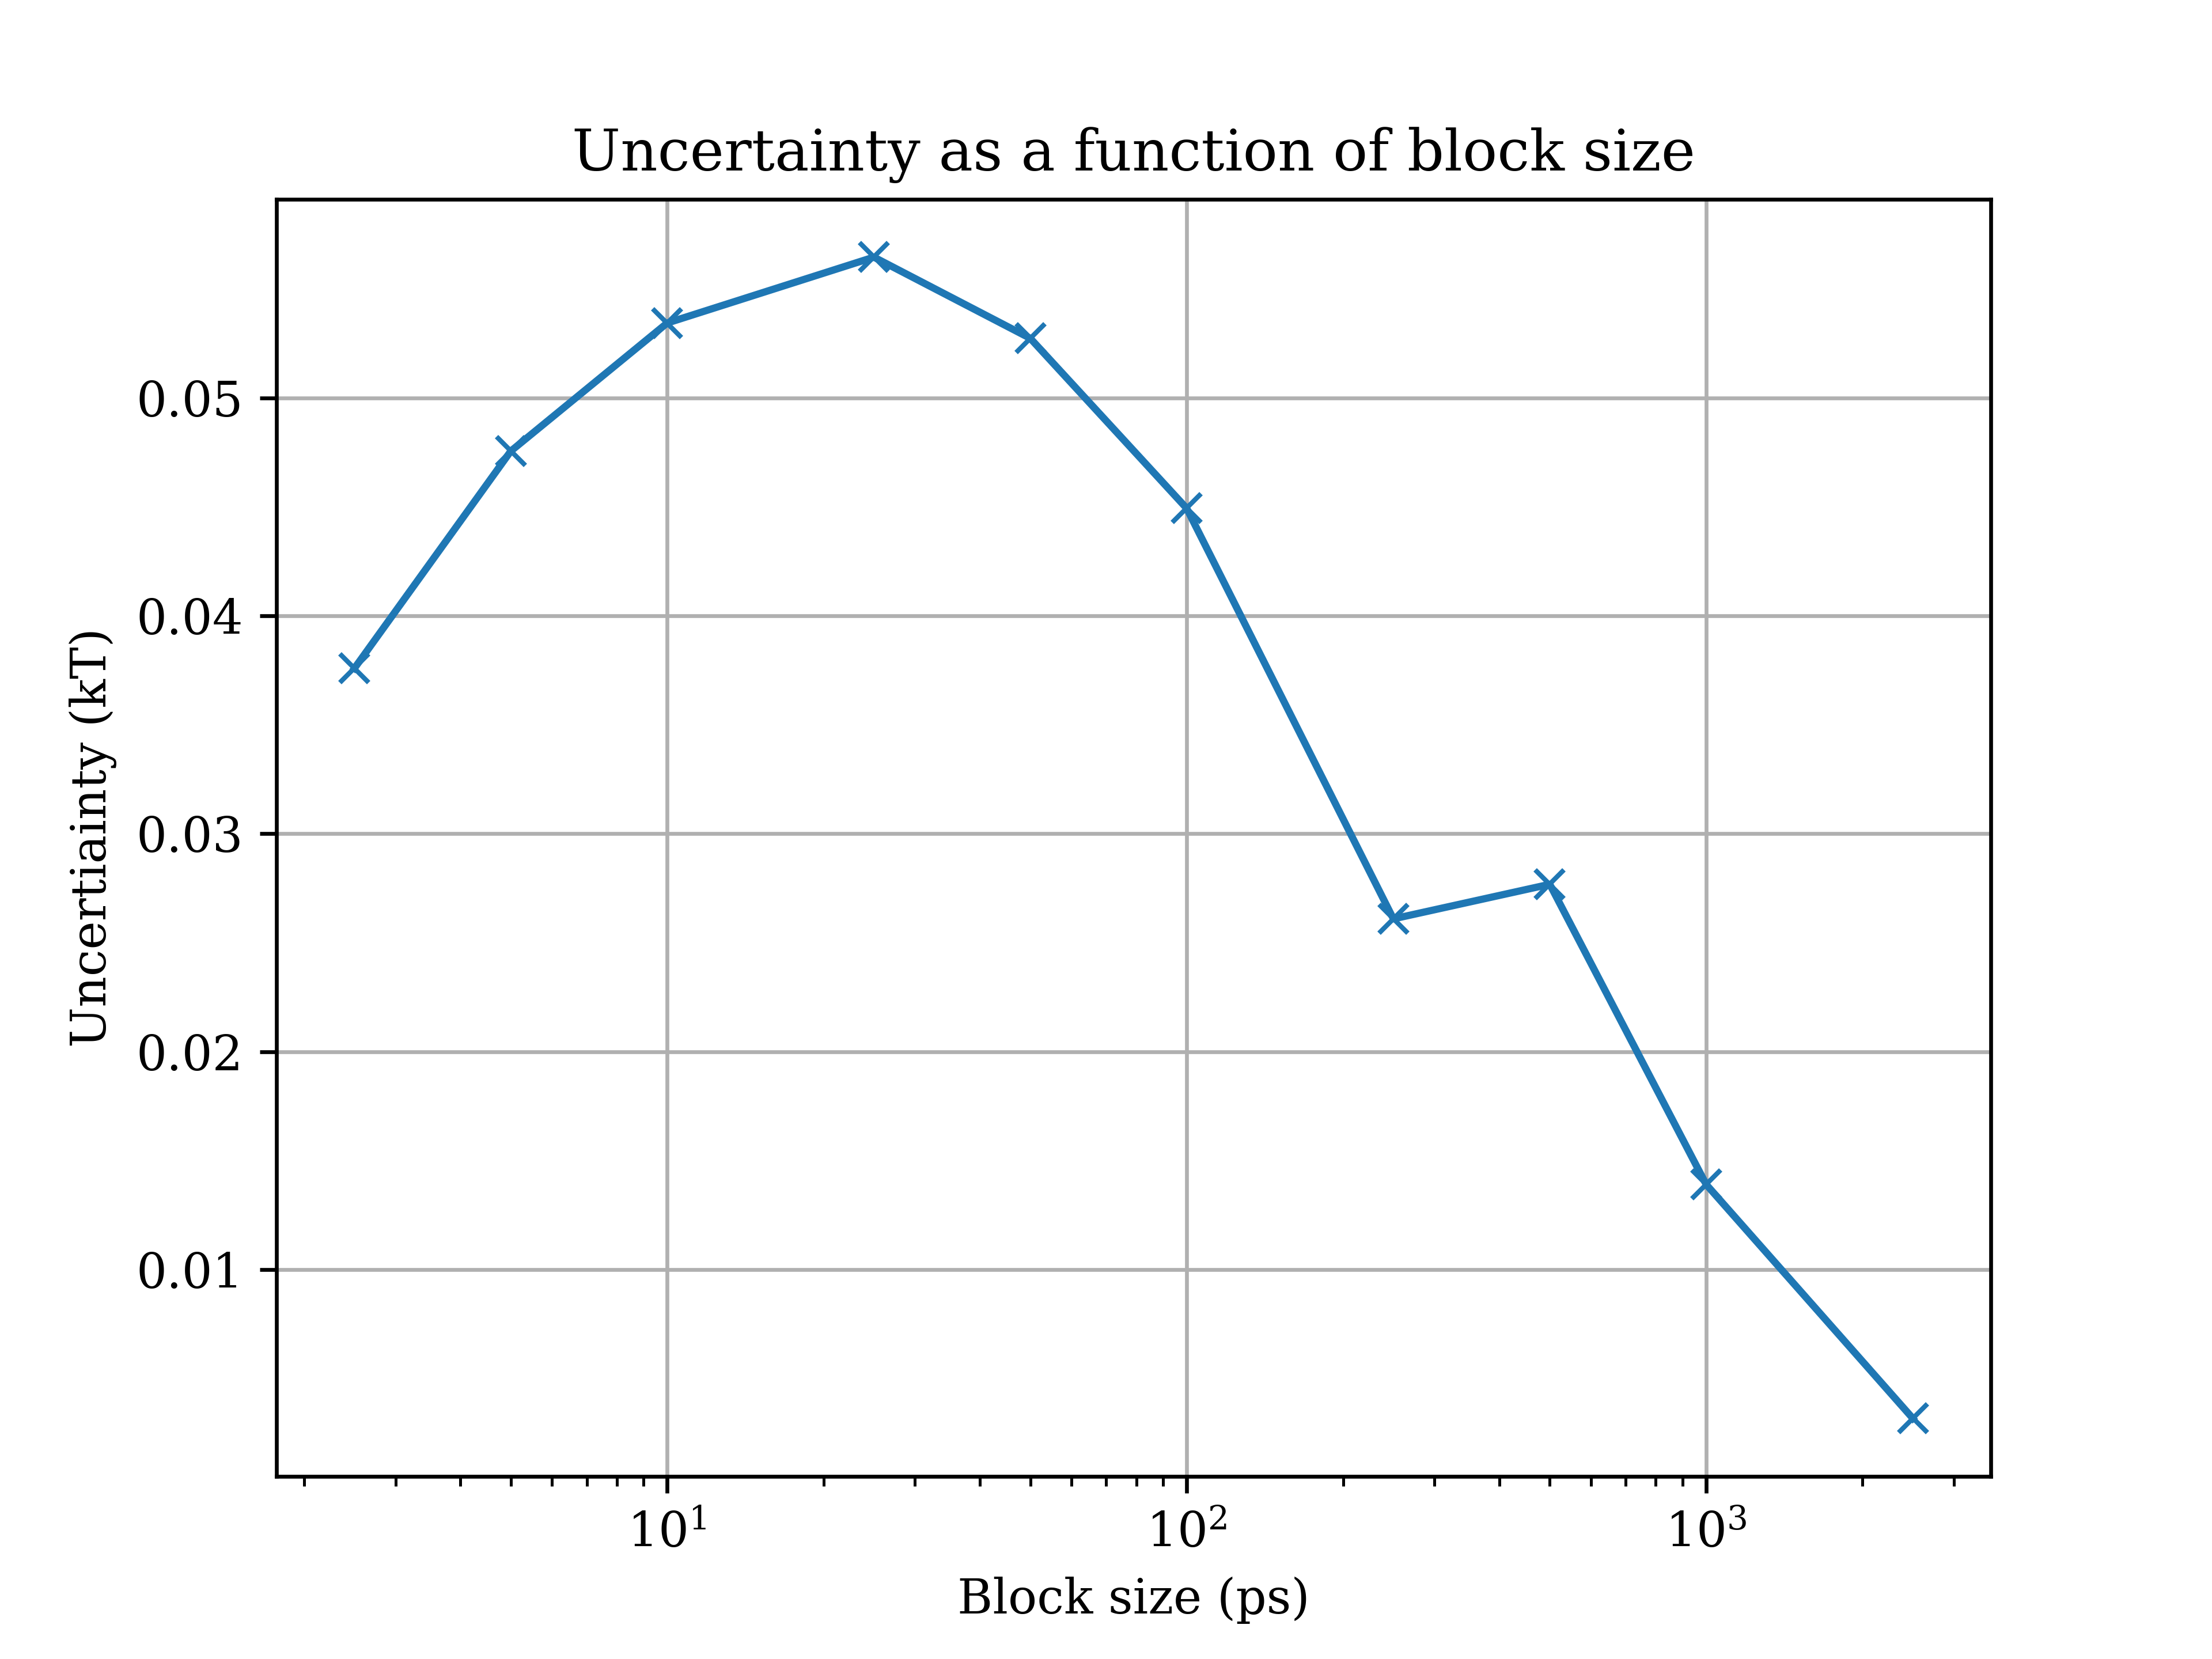 Uncertainty as a function of block size
0.05
0.04
0.03
0.02
0.01
Uncertiainty (kT)
10¹
10²
10³
Block size (ps)